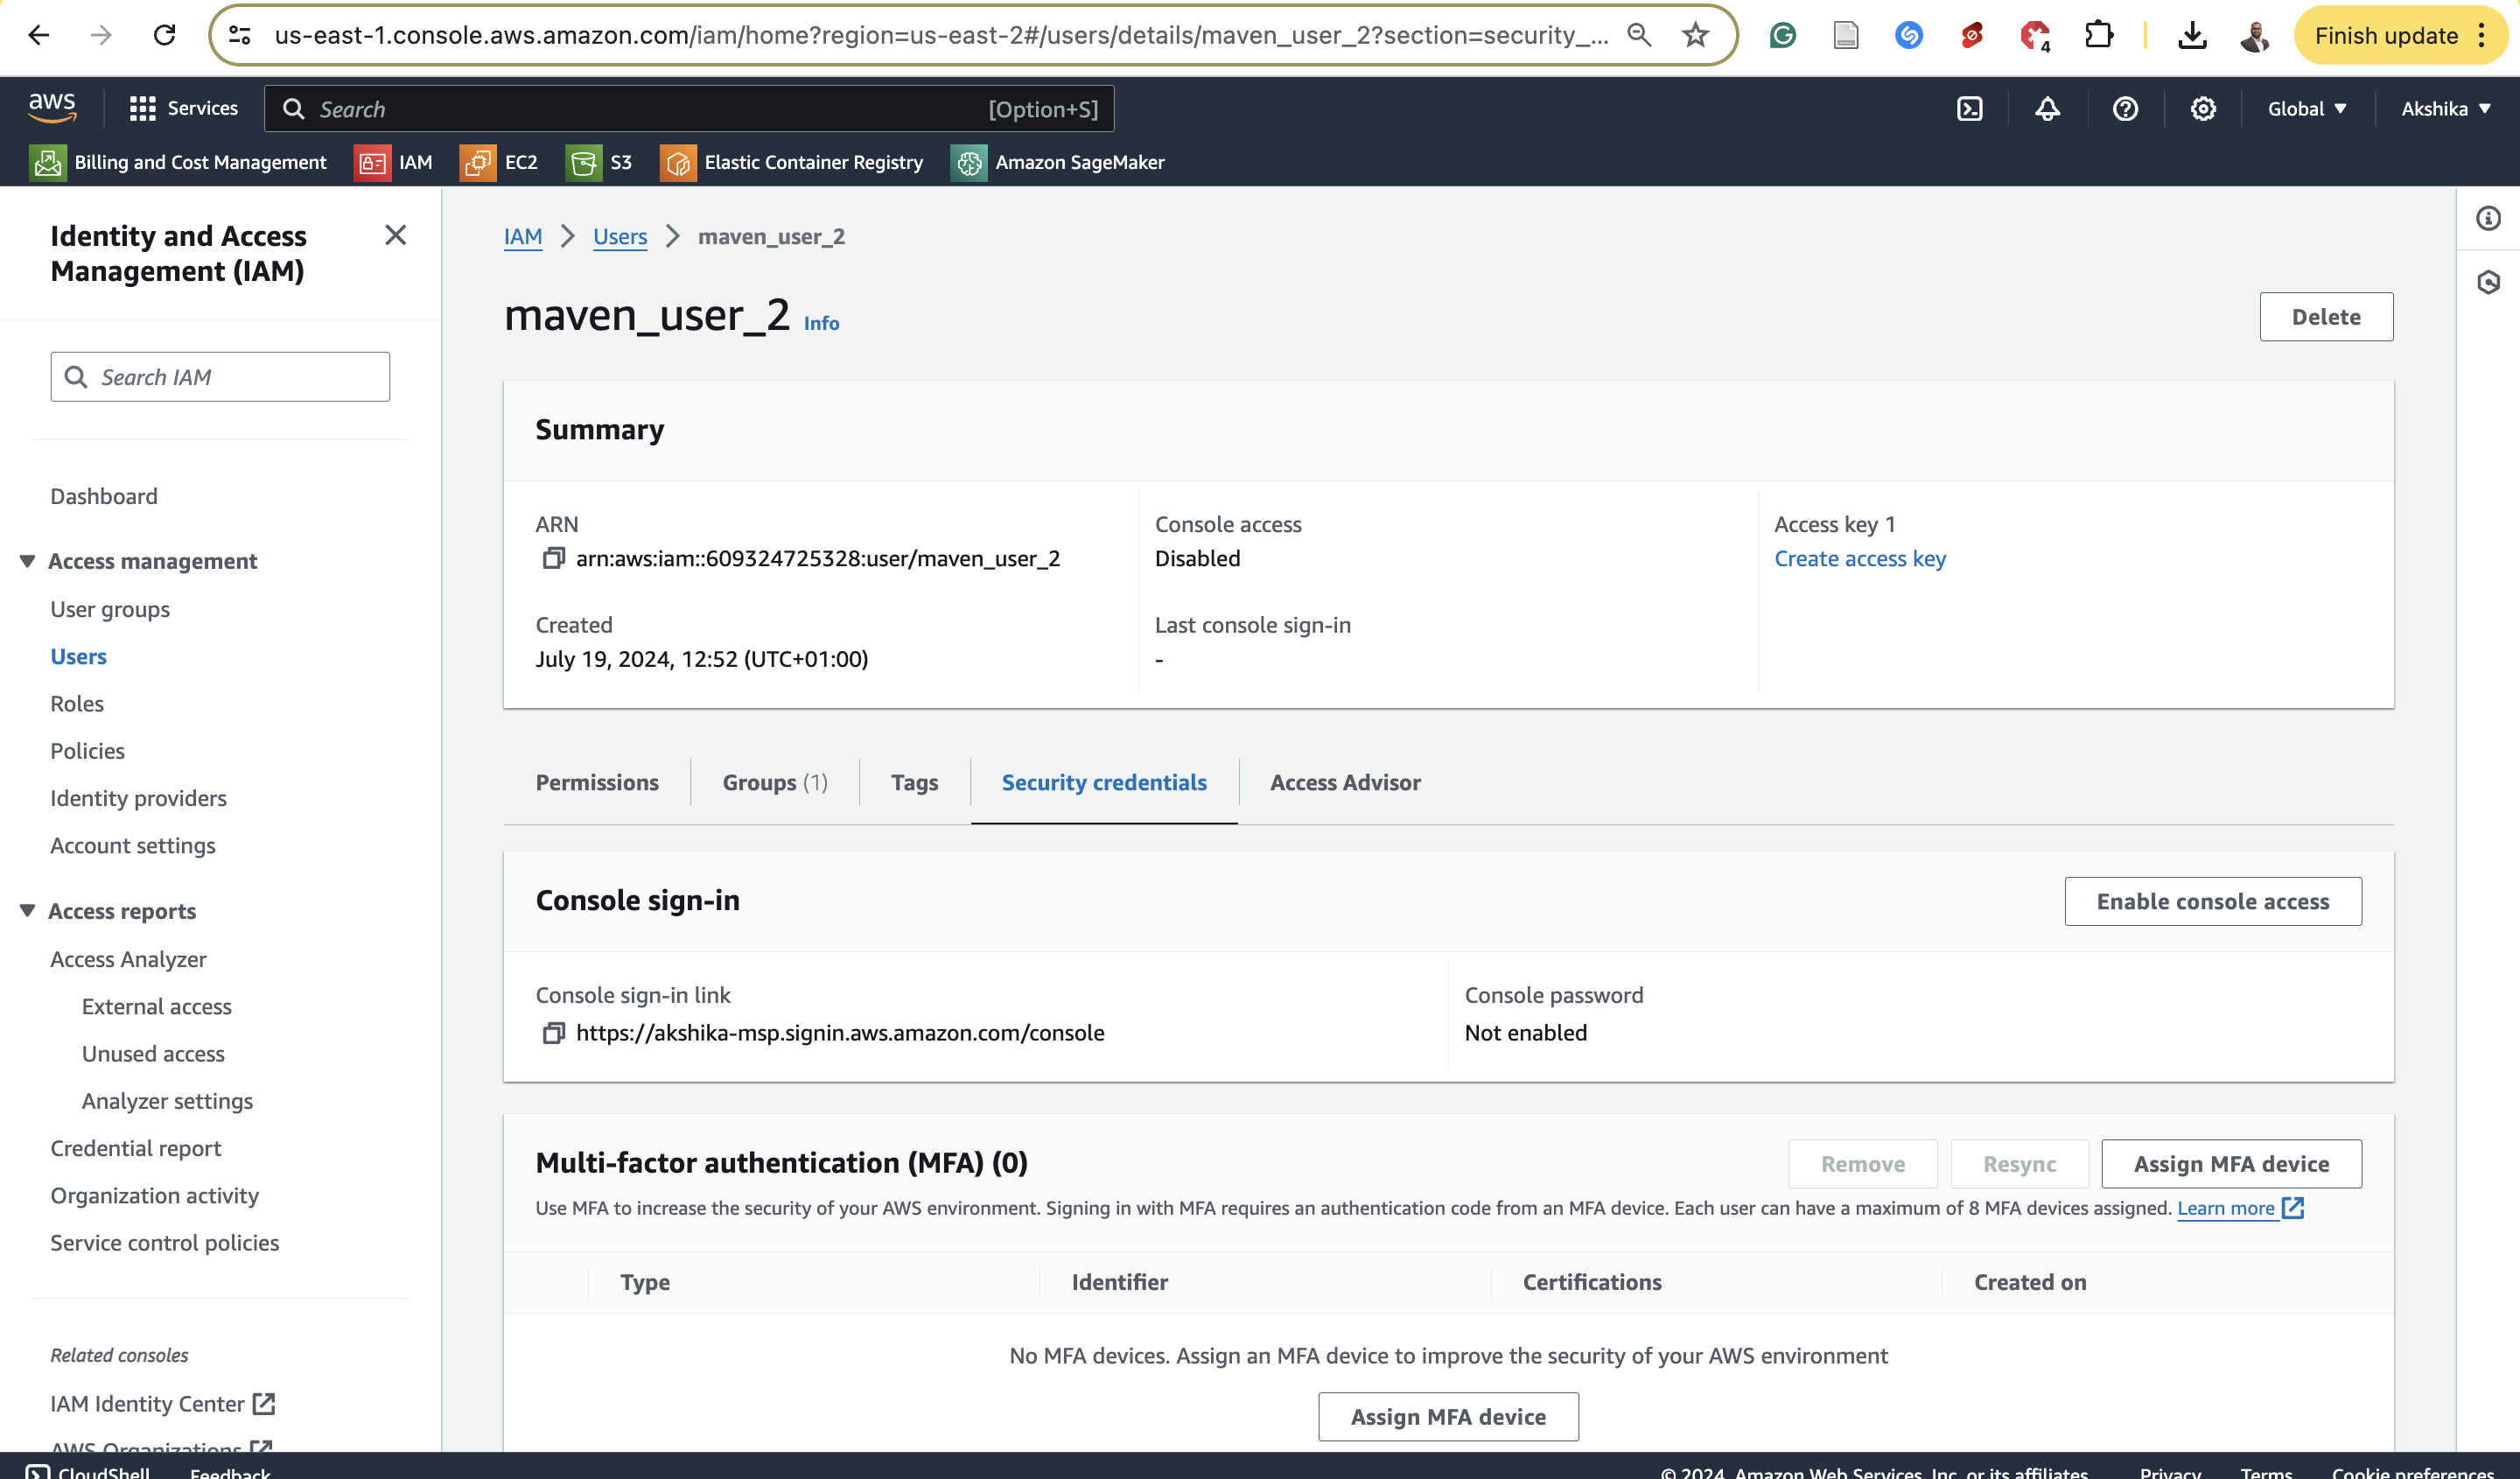 us-east-1.console.aws.amazon.com/iam/home?region=us-east-2#/users/details/maven_user_2?section=security_...
4
Finish update
aws
Services
Search
[Option+S]
Global
Akshika
Billing and Cost Management
IAM
EC2
S3
Elastic Container Registry
Amazon SageMaker
Identity and Access
Management (IAM)
Search IAM
Dashboard
Access management
User groups
Users
Roles
Policies
Identity providers
Account settings
Access reports
Access Analyzer
External access
Unused access
Analyzer settings
Credential report
Organization activity
Service control policies
Related consoles
IAM Identity Center
AWS Organizations
IAM > Users > maven_user_2
maven_user_2 Info
Delete
Summary
ARN
arn:aws:iam::609324725328:user/maven_user_2
Created
July 19, 2024, 12:52 (UTC+01:00)
Console access
Disabled
Last console sign-in
-
Access key 1
Create access key
Permissions
Groups (1)
Tags
Security credentials
Access Advisor
Console sign-in
Enable console access
Console sign-in link
https://akshika-msp.signin.aws.amazon.com/console
Console password
Not enabled
Multi-factor authentication (MFA) (0)
Remove
Resync
Assign MFA device
Use MFA to increase the security of your AWS environment. Signing in with MFA requires an authentication code from an MFA device. Each user can have a maximum of 8 MFA devices assigned. Learn more
Type
Identifier
Certifications
Created on
No MFA devices. Assign an MFA device to improve the security of your AWS environment
Assign MFA device
CloudShell
Feedback
© 2024, Amazon Web Services, Inc. or its affiliates.
Privacy
Terms
Cookie preferences